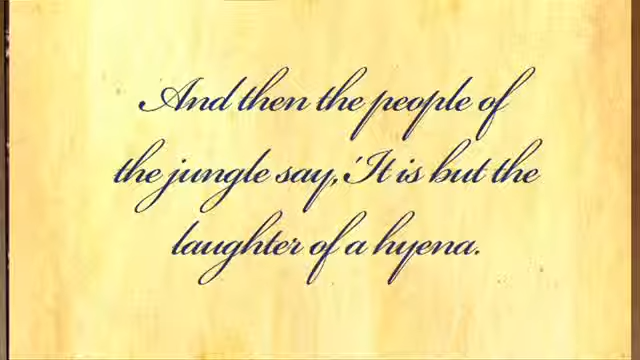 And then the people of
the jungle say, 'It is but the
laughter of a hyena.